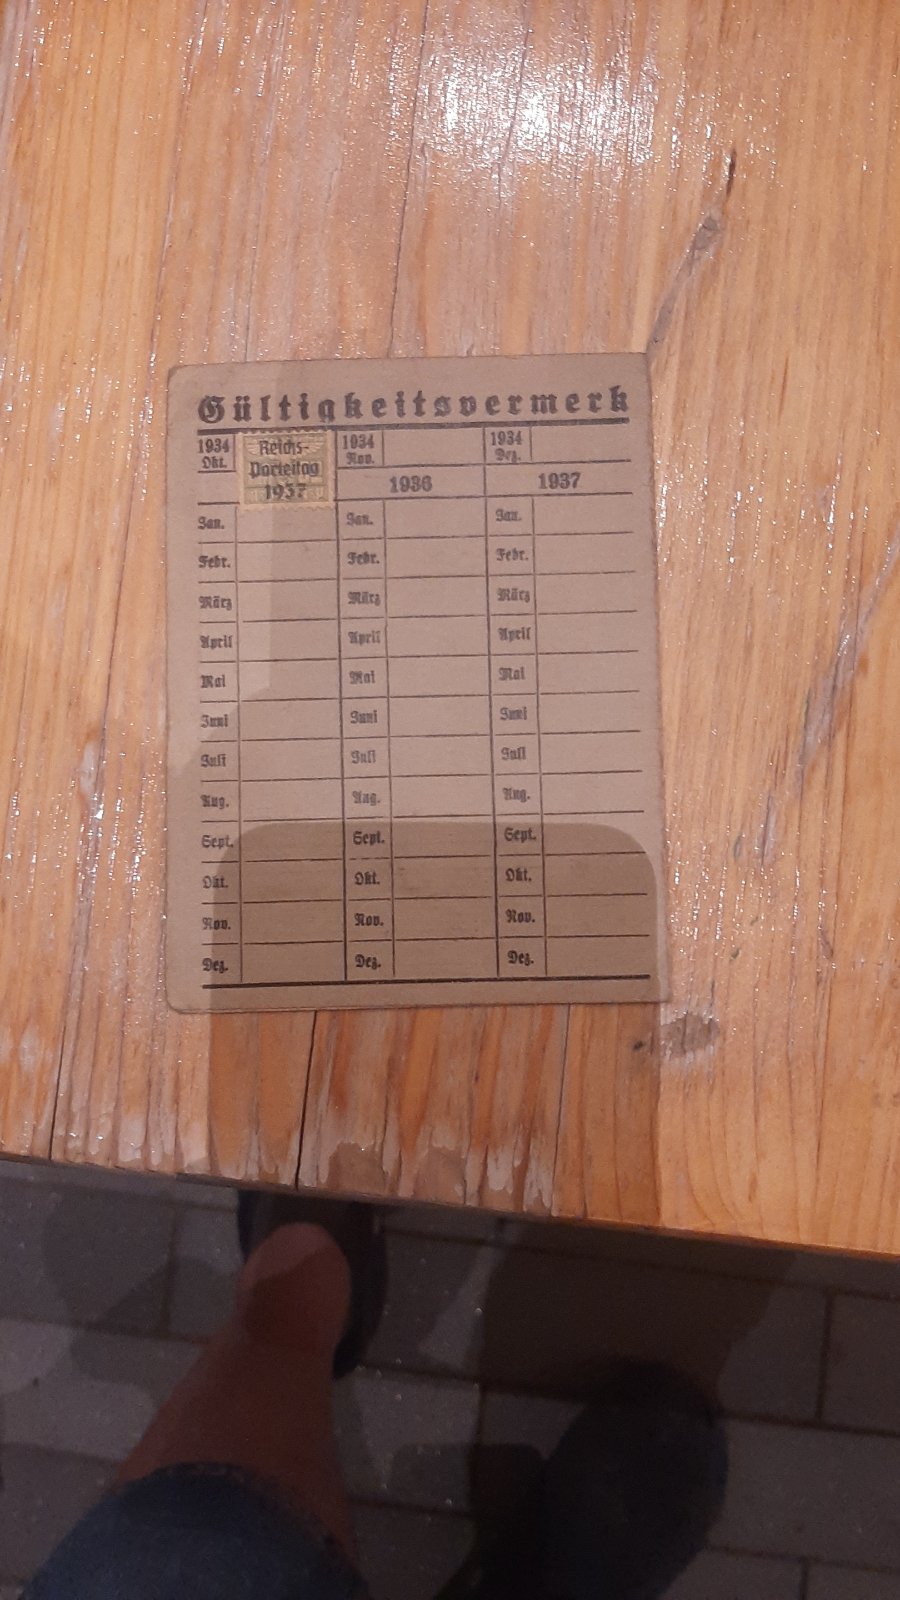 Gültigkeitsvermerk
1934 Okt. Reichs-Parteitag 1937 1934 Nov. 1934 Dez.
1936 1937
Jan. Jan. Jan.
Febr. Febr. Febr.
März März März
April April April
Mai Mai Mai
Juni Juni Juni
Juli Juli Juli
Aug. Aug. Aug.
Sept. Sept. Sept.
Okt. Okt. Okt.
Nov. Nov. Nov.
Dez. Dez. Dez.